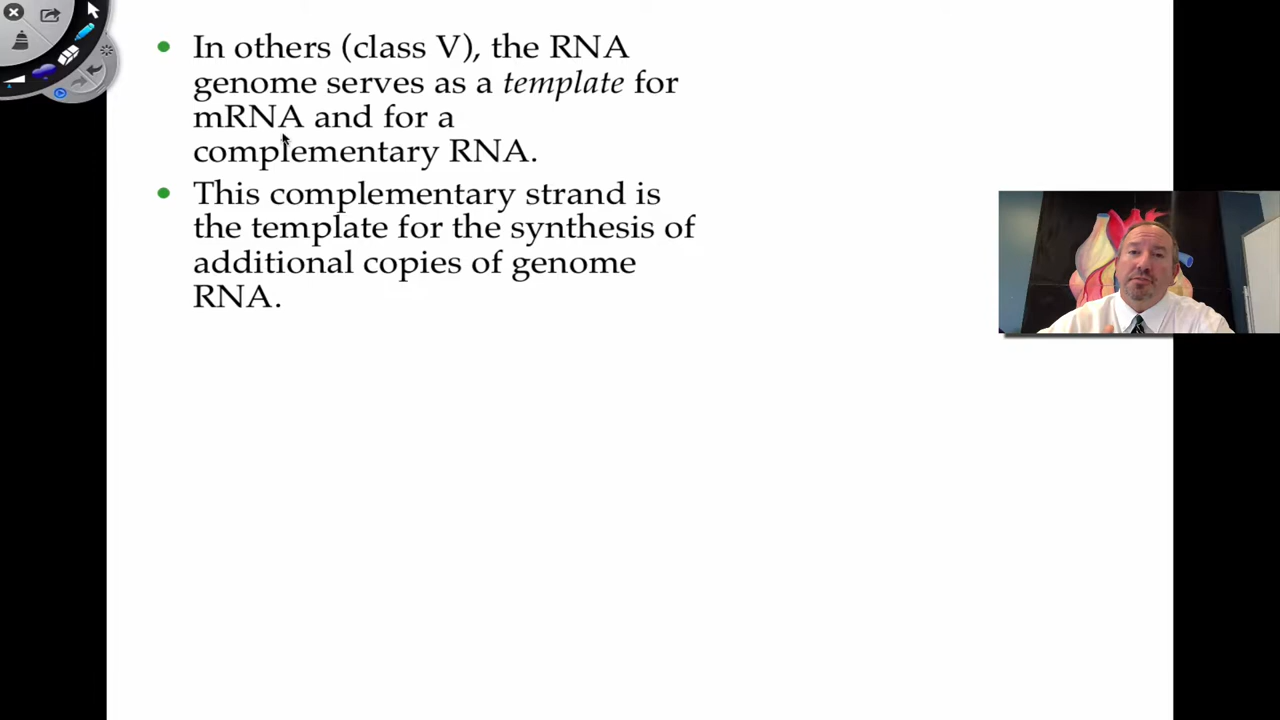 • In others (class V), the RNA
genome serves as a template for
mRNA and for a
complementary RNA.
• This complementary strand is
the template for the synthesis of
additional copies of genome
RNA.